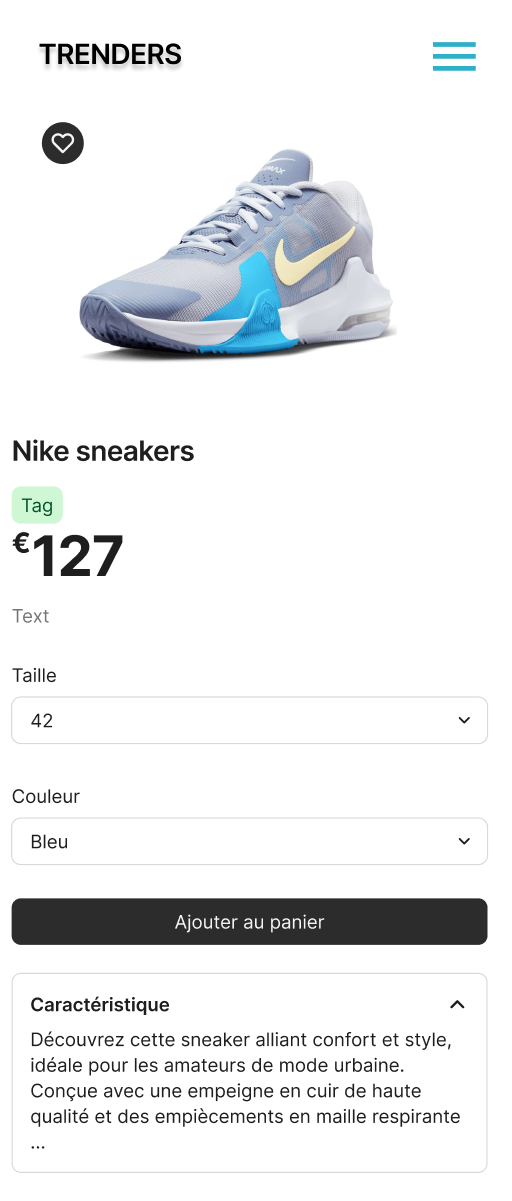 TRENDERS
Nike sneakers
Tag
€127
Text
Taille
42
Couleur
Bleu
Ajouter au panier
Caractéristique
Découvrez cette sneaker alliant confort et style,
idéale pour les amateurs de mode urbaine.
Conçue avec une empeigne en cuir de haute
qualité et des empiècements en maille respirante
...